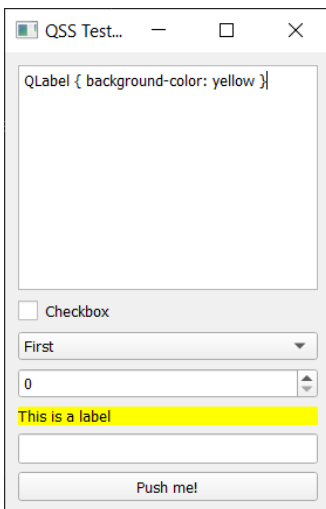 QSS Test...
QLabel { background-color: yellow }
Checkbox
First
0
This is a label
Push me!